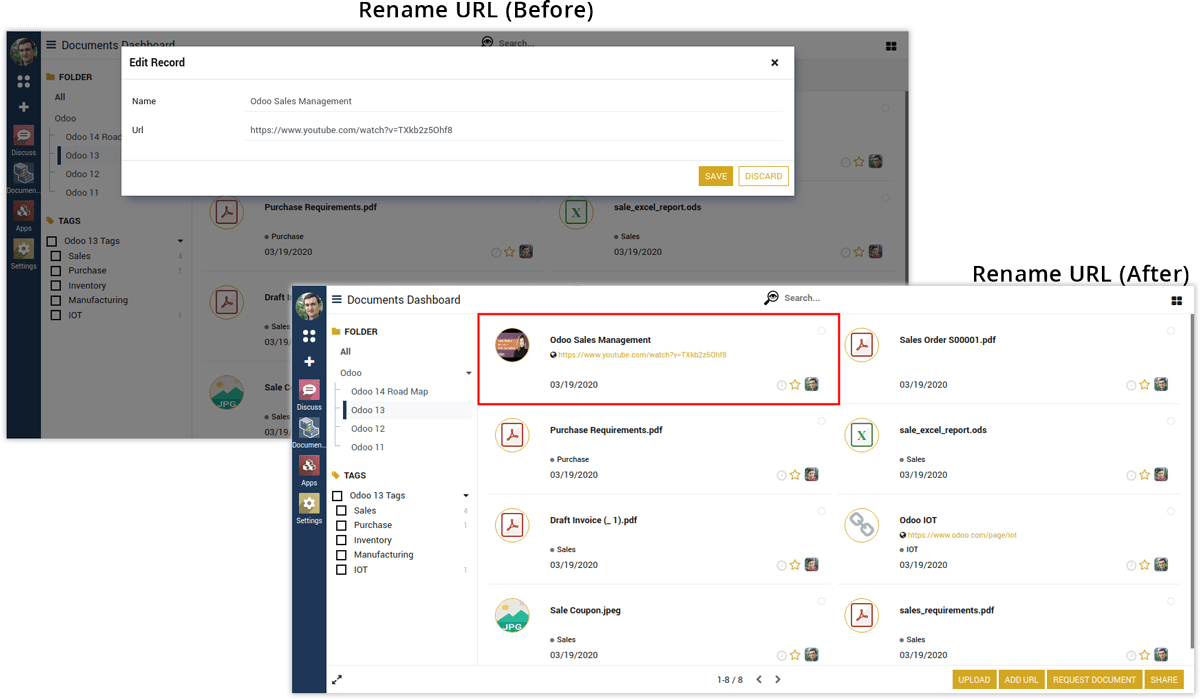 Rename URL (Before)
Documents Dashboard
Search...
Edit Record
Name
Odoo Sales Management
Url
https://www.youtube.com/watch?v=TXkb2z5Ohf8
SAVE
DISCARD
FOLDER
All
Odoo
Odoo 14 Road
Odoo 13
Odoo 12
Odoo 11
TAGS
Odoo 13 Tags
Sales 4
Purchase 1
Inventory
Manufacturing
IOT 1
Discuss
Documen...
Apps
Settings
Purchase Requirements.pdf
Purchase
03/19/2020
sale_excel_report.ods
Sales
03/19/2020
Draft I
Sales
03/19
JPG
Sale C
Sales
03/19
Rename URL (After)
Documents Dashboard
Search...
FOLDER
All
Odoo
Odoo 14 Road Map
Odoo 13
Odoo 12
Odoo 11
TAGS
Odoo 13 Tags
Sales 4
Purchase 1
Inventory
Manufacturing
IOT 1
Discuss
Documen...
Apps
Settings
Odoo Sales Management
https://www.youtube.com/watch?v=TXkb2z5Ohf8
03/19/2020
Sales Order S00001.pdf
03/19/2020
Purchase Requirements.pdf
Purchase
03/19/2020
sale_excel_report.ods
Sales
03/19/2020
Draft Invoice (_ 1).pdf
Sales
03/19/2020
Odoo IOT
https://www.odoo.com/page/iot
IOT
03/19/2020
JPG
Sale Coupon.jpeg
Sales
03/19/2020
sales_requirements.pdf
Sales
03/19/2020
1-8 / 8
UPLOAD
ADD URL
REQUEST DOCUMENT
SHARE